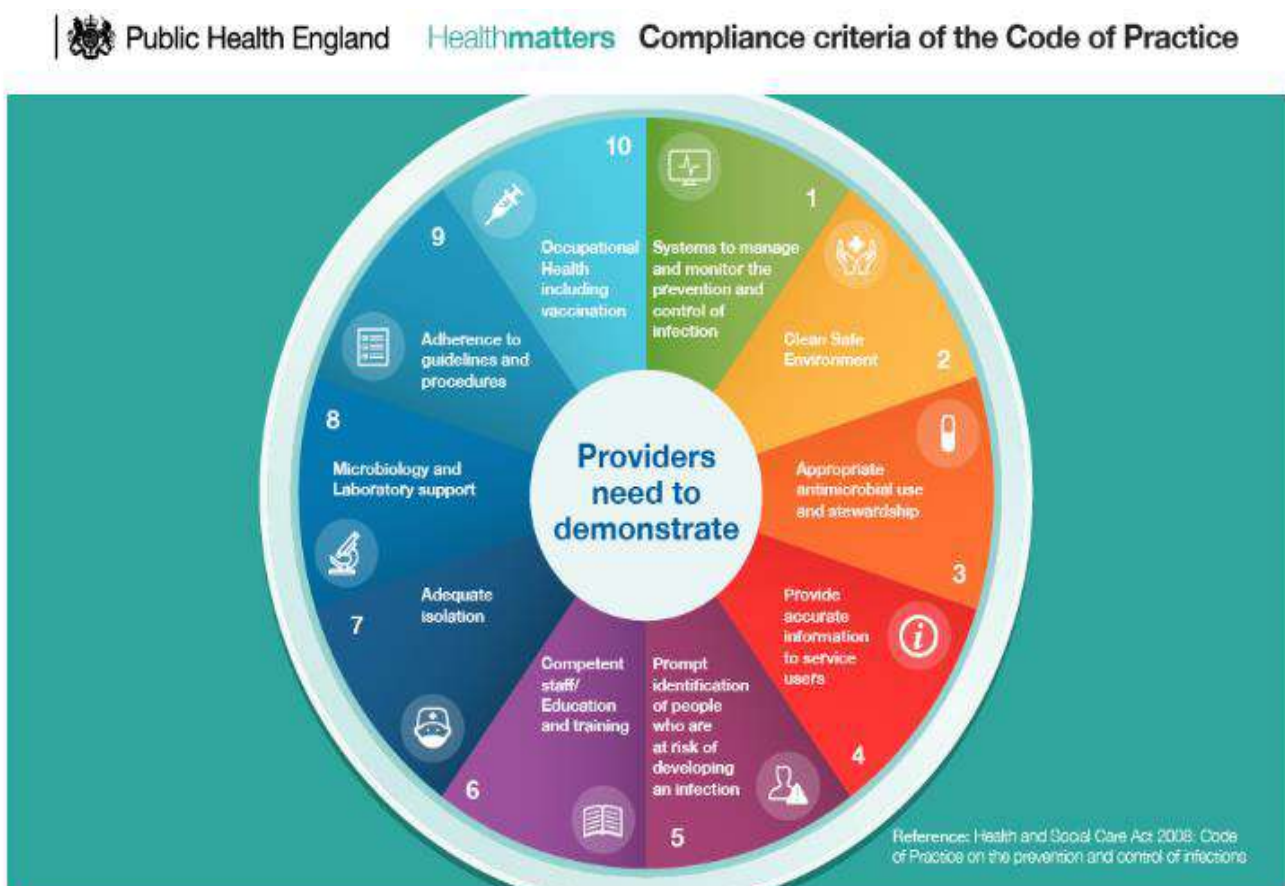 Public Health England Healthmatters Compliance criteria of the Code of Practice
Providers
need to
demonstrate
1
Systems to manage
and monitor the
prevention and
control of
infection
2
Clean Safe
Environment
3
Appropriate
antimicrobial use
and stewardship
4
Provide
accurate
information
to service
users
5
Prompt
identification
of people
who are
at risk of
developing
an infection
6
Competent
staff/
Education
and training
7
Adequate
isolation
8
Microbiology and
Laboratory support
9
Adherence to
guidelines and
procedures
10
Occupational
Health
including
vaccination
i
Reference: Health and Social Care Act 2008: Code
of Practice on the prevention and control of infections